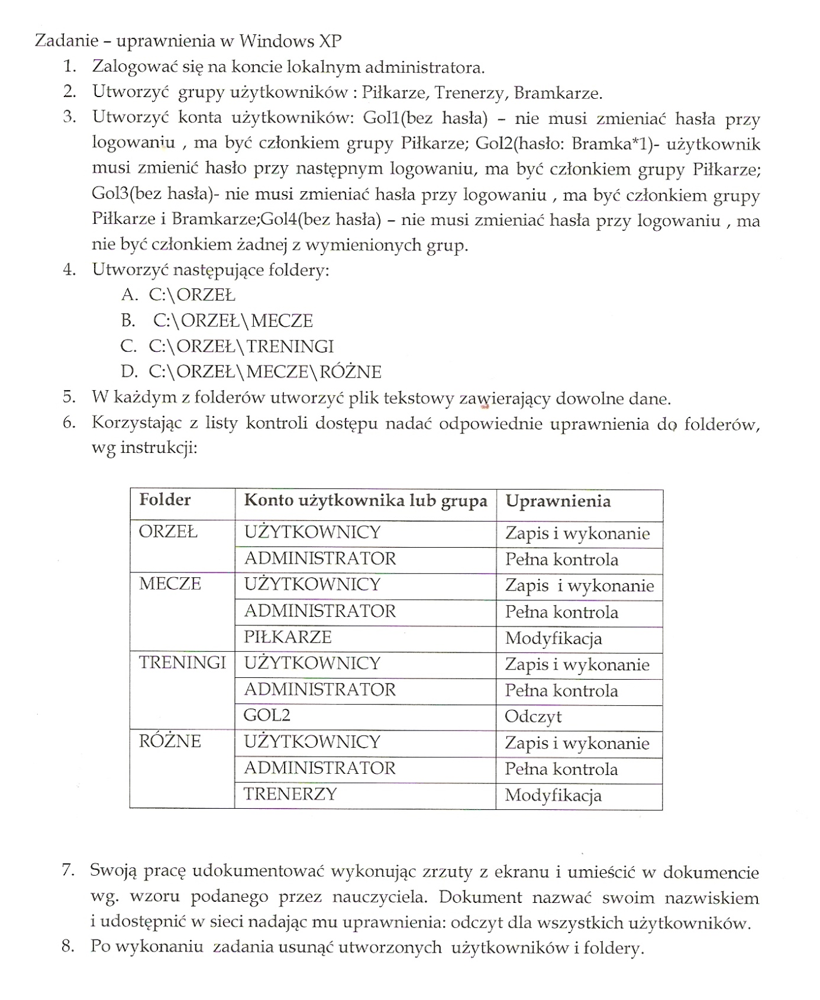 Zadanie – uprawnienia w Windows XP
1. Zalogować się na koncie lokalnym administratora.
2. Utworzyć grupy użytkowników : Piłkarze, Trenerzy, Bramkarze.
3. Utworzyć konta użytkowników: Gol1(bez hasła) – nie musi zmieniać hasła przy
logowaniu , ma być członkiem grupy Piłkarze; Gol2(hasło: Bramka*1)- użytkownik
musi zmienić hasło przy następnym logowaniu, ma być członkiem grupy Piłkarze;
Gol3(bez hasła)- nie musi zmieniać hasła przy logowaniu , ma być członkiem grupy
Piłkarze i Bramkarze;Gol4(bez hasła) – nie musi zmieniać hasła przy logowaniu , ma
nie być członkiem żadnej z wymienionych grup.
4. Utworzyć następujące foldery:
A. C:\ORZEŁ
B. C:\ORZEŁ\MECZE
C. C:\ORZEŁ\TRENINGI
D. C:\ORZEŁ\MECZE\RÓŻNE
5. W każdym z folderów utworzyć plik tekstowy zawierający dowolne dane.
6. Korzystając z listy kontroli dostępu nadać odpowiednie uprawnienia do folderów,
wg instrukcji:
Folder Konto użytkownika lub grupa Uprawnienia
ORZEŁ UŻYTKOWNICY Zapis i wykonanie
ADMINISTRATOR Pełna kontrola
MECZE UŻYTKOWNICY Zapis i wykonanie
ADMINISTRATOR Pełna kontrola
PIŁKARZE Modyfikacja
TRENINGI UŻYTKOWNICY Zapis i wykonanie
ADMINISTRATOR Pełna kontrola
GOL2 Odczyt
RÓŻNE UŻYTKOWNICY Zapis i wykonanie
ADMINISTRATOR Pełna kontrola
TRENERZY Modyfikacja
7. Swoją pracę udokumentować wykonując zrzuty z ekranu i umieścić w dokumencie
wg. wzoru podanego przez nauczyciela. Dokument nazwać swoim nazwiskiem
i udostępnić w sieci nadając mu uprawnienia: odczyt dla wszystkich użytkowników.
8. Po wykonaniu zadania usunąć utworzonych użytkowników i foldery.